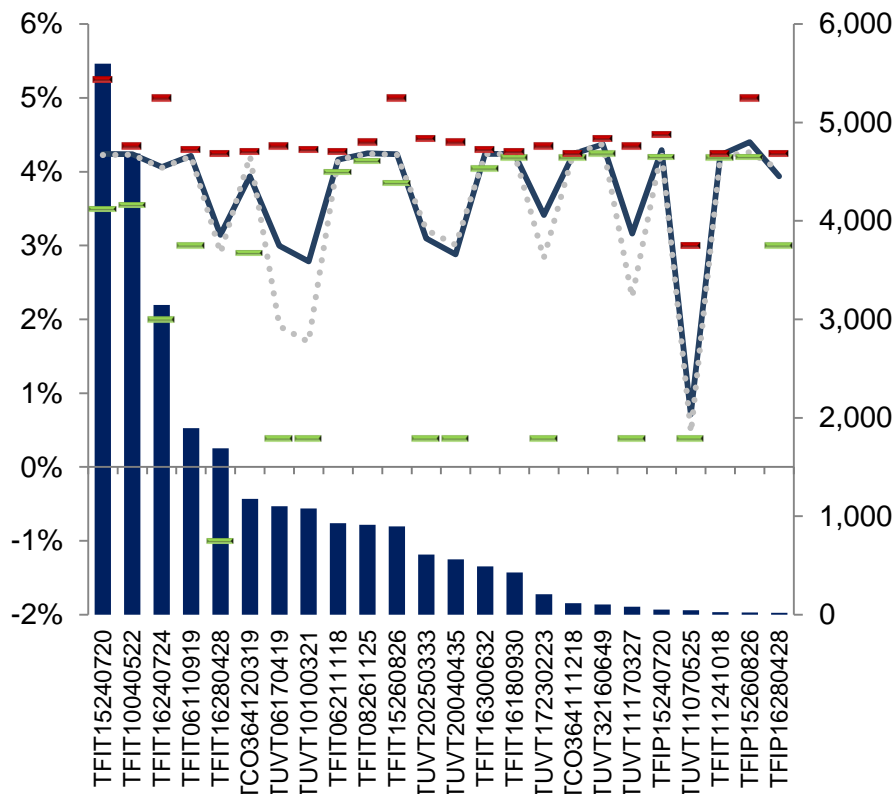 6%
5%
4%
3%
2%
1%
0%
-1%
-2%
6,000
5,000
4,000
3,000
2,000
1,000
0
TFIT15240720
TFIT10040522
TFIT16240724
TFIT06110919
TFIT16280428
TCO364120319
TUVT06170419
TUVT10100321
TFIT06211118
TFIT08261125
TFIT15260826
TUVT20250333
TUVT20040435
TFIT16300632
TFIT16180930
TUVT17230223
TCO364111218
TUVT32160649
TUVT11170327
TFIP15240720
TUVT11070525
TFIT11241018
TFIP15260826
TFIP16280428